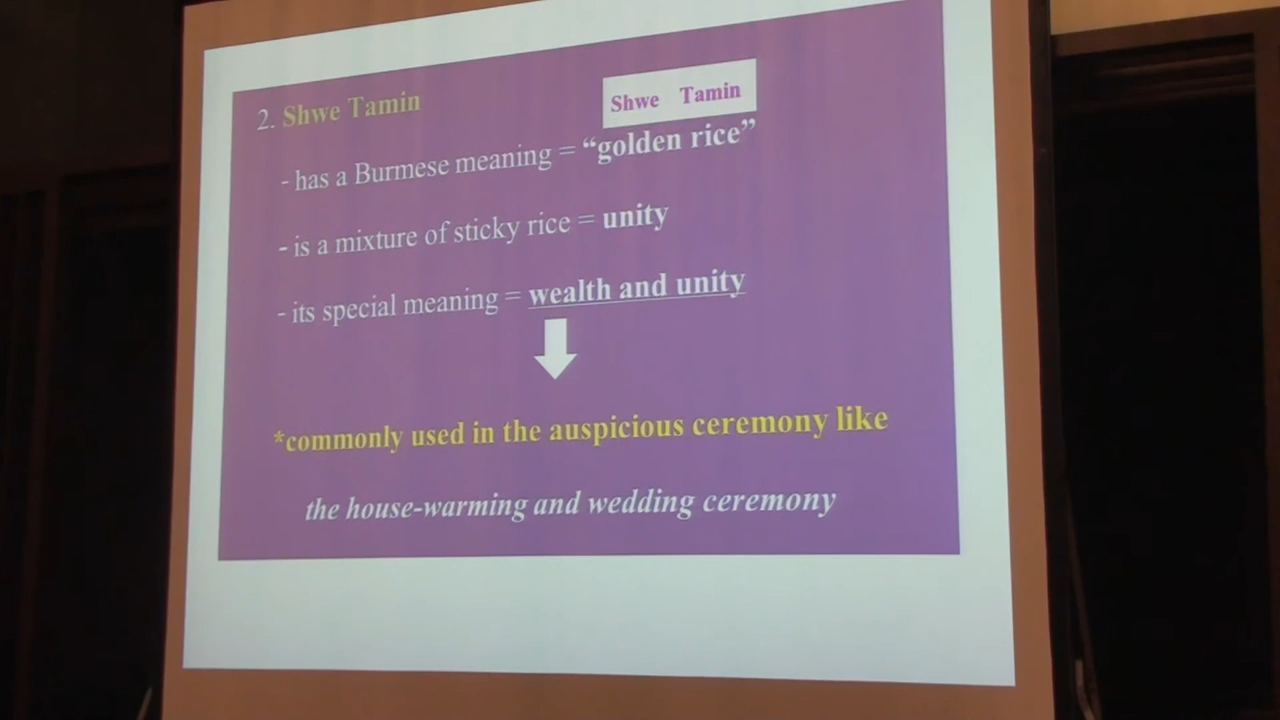 2. Shwe Tamin
Shwe Tamin
- has a Burmese meaning = “golden rice”
- is a mixture of sticky rice = unity
- its special meaning = wealth and unity
*commonly used in the auspicious ceremony like
the house-warming and wedding ceremony